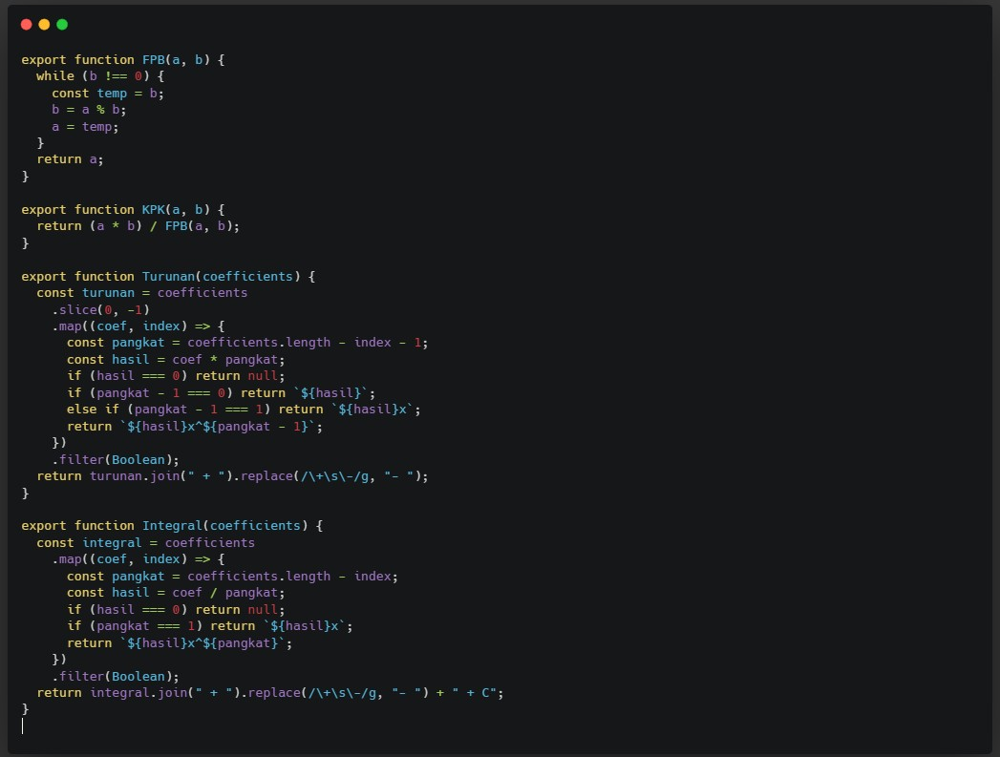 export function FPB(a, b) {
  while (b !== 0) {
    const temp = b;
    b = a % b;
    a = temp;
  }
  return a;
}

export function KPK(a, b) {
  return (a * b) / FPB(a, b);
}

export function Turunan(coefficients) {
  const turunan = coefficients
    .slice(0, -1)
    .map((coef, index) => {
      const pangkat = coefficients.length - index - 1;
      const hasil = coef * pangkat;
      if (hasil === 0) return null;
      if (pangkat - 1 === 0) return `${hasil}`;
      else if (pangkat - 1 === 1) return `${hasil}x`;
      return `${hasil}x^${pangkat - 1}`;
    })
    .filter(Boolean);
  return turunan.join(" + ").replace(/\+\s\-/g, "- ");
}

export function Integral(coefficients) {
  const integral = coefficients
    .map((coef, index) => {
      const pangkat = coefficients.length - index;
      const hasil = coef / pangkat;
      if (hasil === 0) return null;
      if (pangkat === 1) return `${hasil}x`;
      return `${hasil}x^${pangkat}`;
    })
    .filter(Boolean);
  return integral.join(" + ").replace(/\+\s\-/g, "- ") + " + C";
}